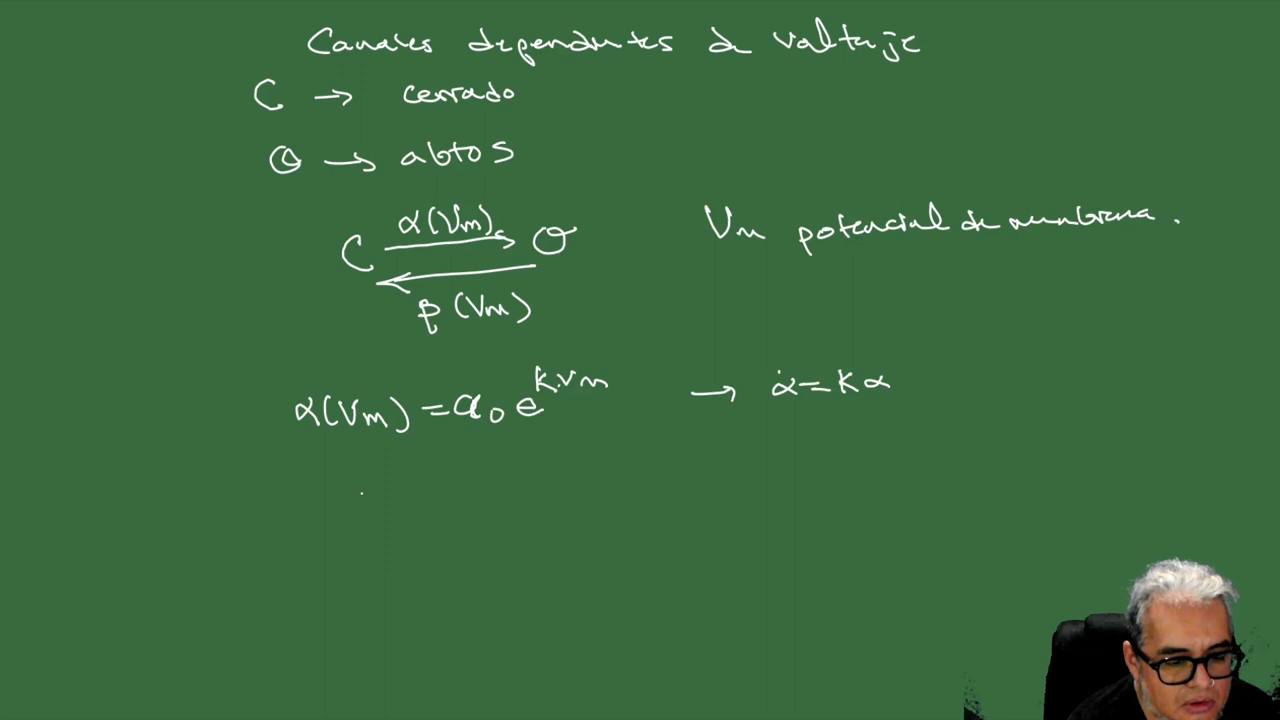 Canales dependientes de voltaje
C → cerrado
O → abtos
C α(Vm) O Vm potencial de membrana.
β(Vm)
α(Vm) = α₀ e^{k·Vm} → α̇ = kα